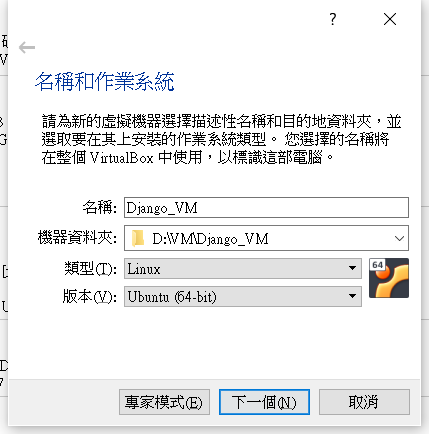 ?
名稱和作業系統
請為新的虛擬機器選擇描述性名稱和目的地資料夾，並
選取要在其上安裝的作業系統類型。 您選擇的名稱將
在整個 VirtualBox 中使用，以標識這部電腦。
名稱: Django_VM
機器資料夾: D:\VM\Django_VM
類型(T): Linux
64
版本(V): Ubuntu (64-bit)
專家模式(E) 下一個(N) 取消